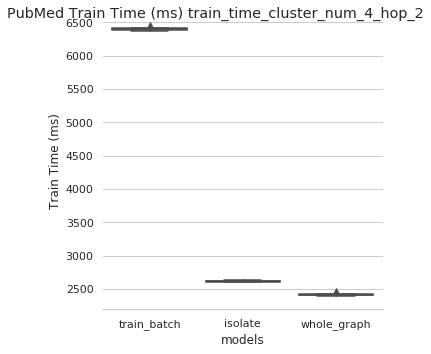 PubMed Train Time (ms) train_time_cluster_num_4_hop_2
6500
6000
5500
5000
4500
4000
3500
3000
2500
Train Time (ms)
train_batch isolate whole_graph
models